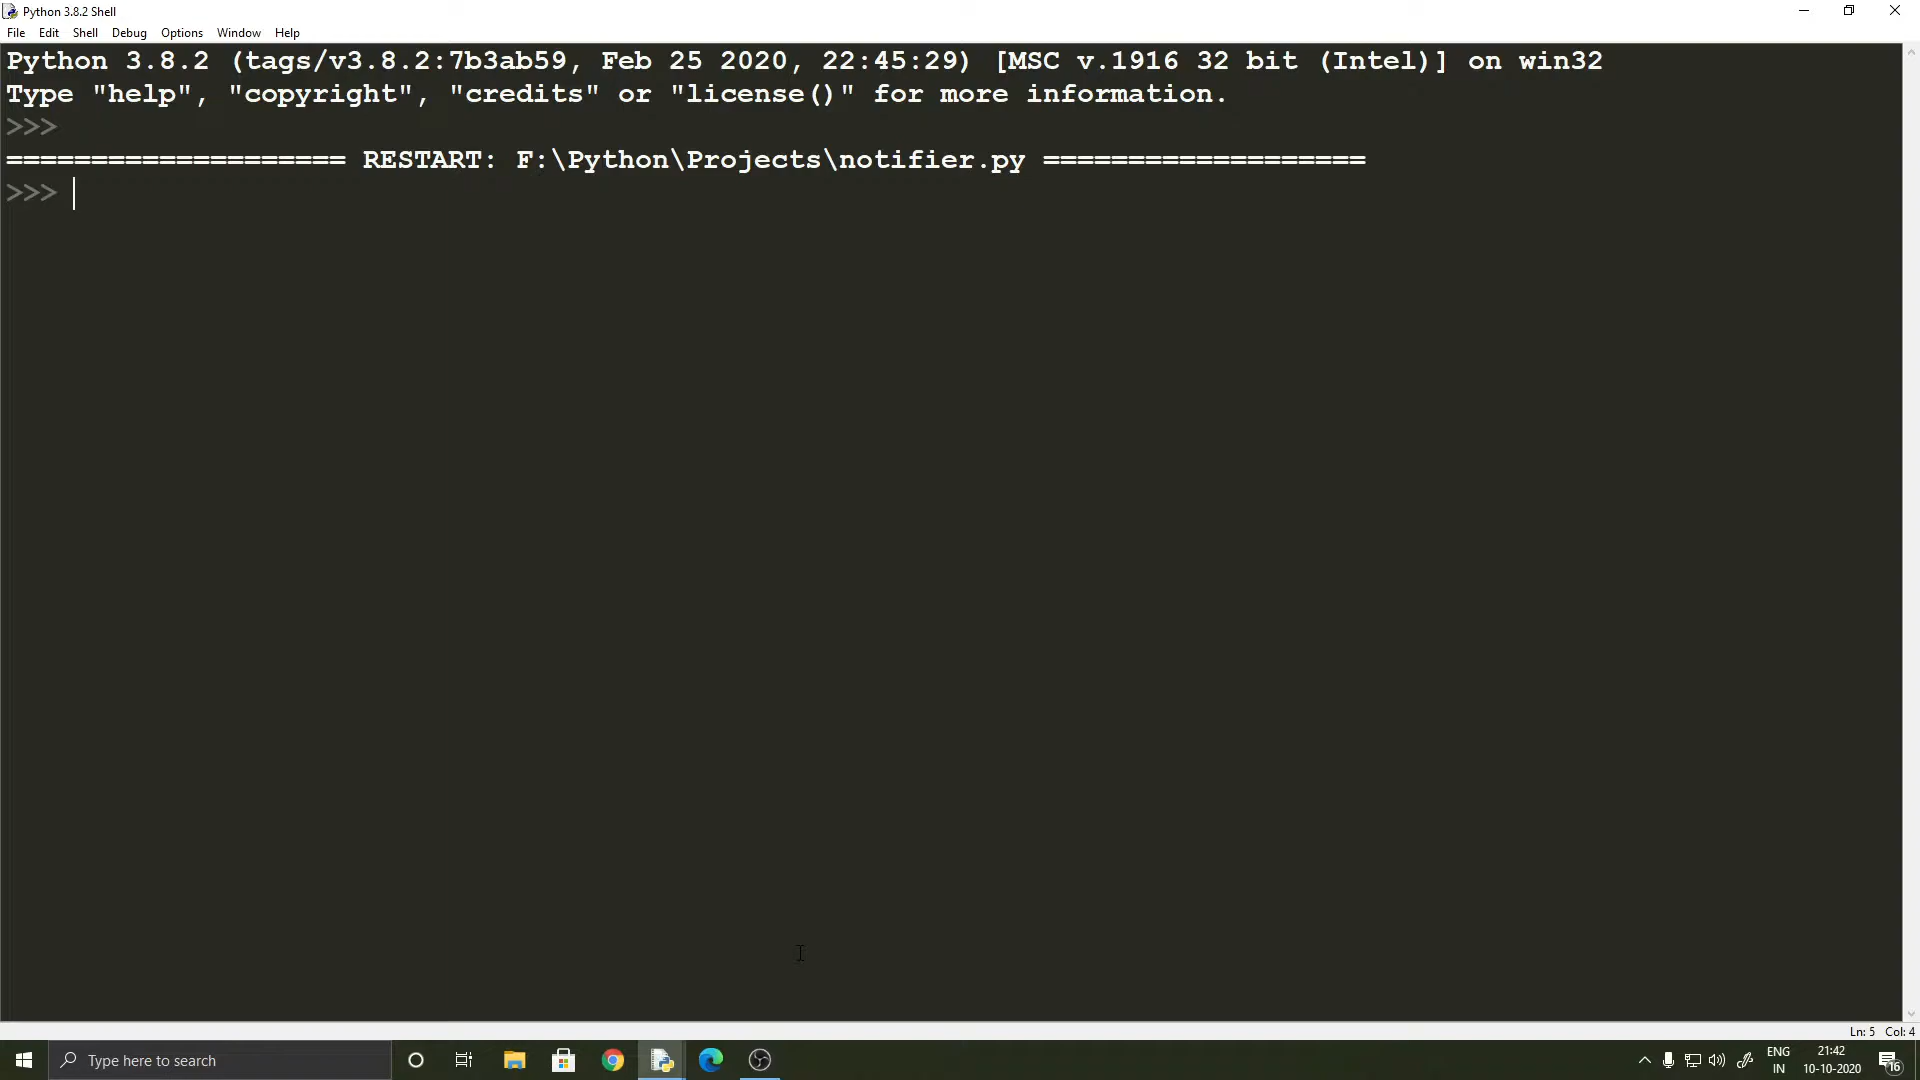 Python 3.8.2 Shell
File Edit Shell Debug Options Window Help
Python 3.8.2 (tags/v3.8.2:7b3ab59, Feb 25 2020, 22:45:29) [MSC v.1916 32 bit (Intel)] on win32
Type "help", "copyright", "credits" or "license()" for more information.
>>>
==================== RESTART: F:\Python\Projects\notifier.py ===================
>>>
Ln: 5 Col: 4
Type here to search
ENG
IN
21:42
10-10-2020
16